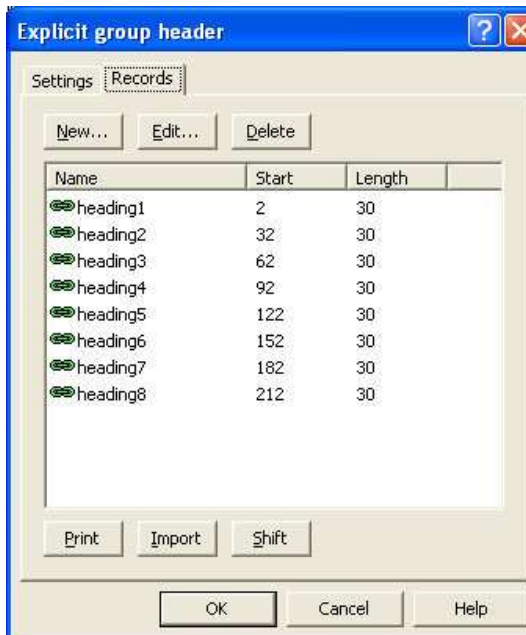 Explicit group header
Settings Records
New... Edit... Delete
Name Start Length
heading1 2 30
heading2 32 30
heading3 62 30
heading4 92 30
heading5 122 30
heading6 152 30
heading7 182 30
heading8 212 30
Print Import Shift
OK Cancel Help